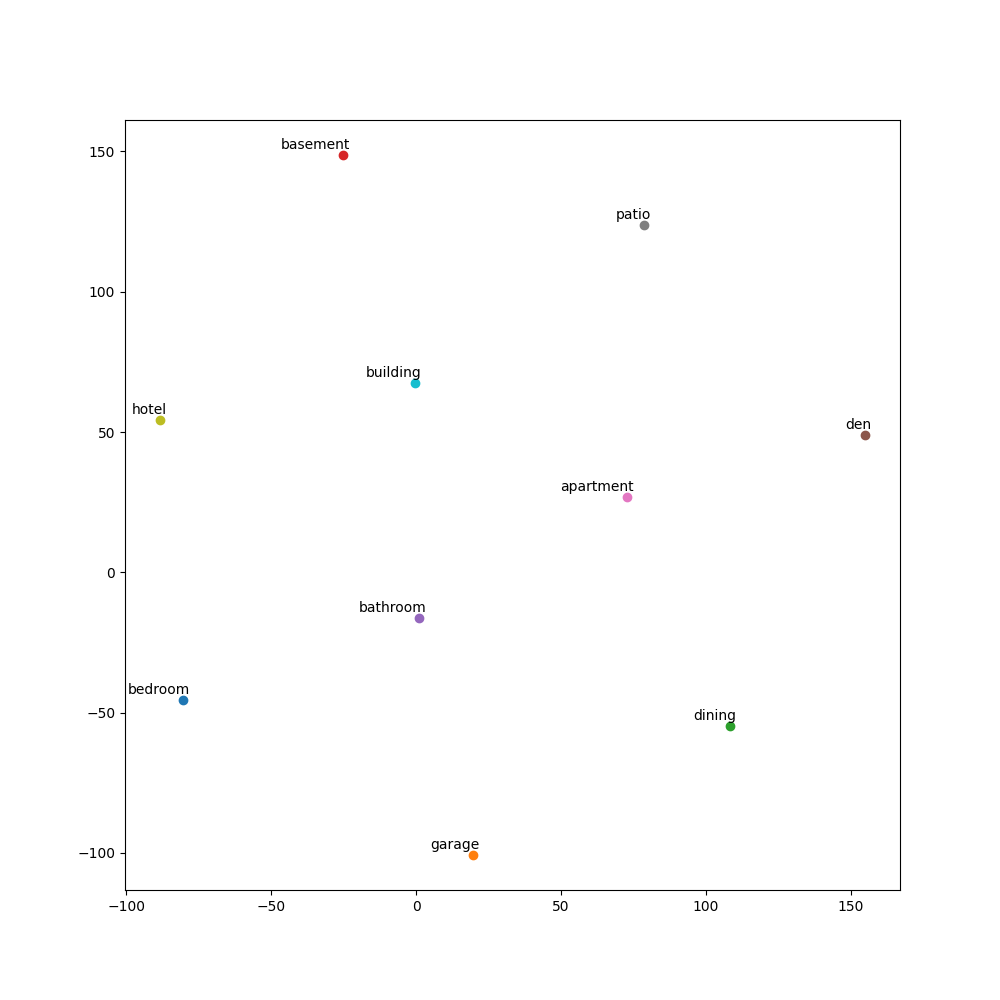 basement
patio
building
hotel
den
apartment
bathroom
bedroom
dining
garage
150
100
50
0
−50
−100
−100
−50
0
50
100
150